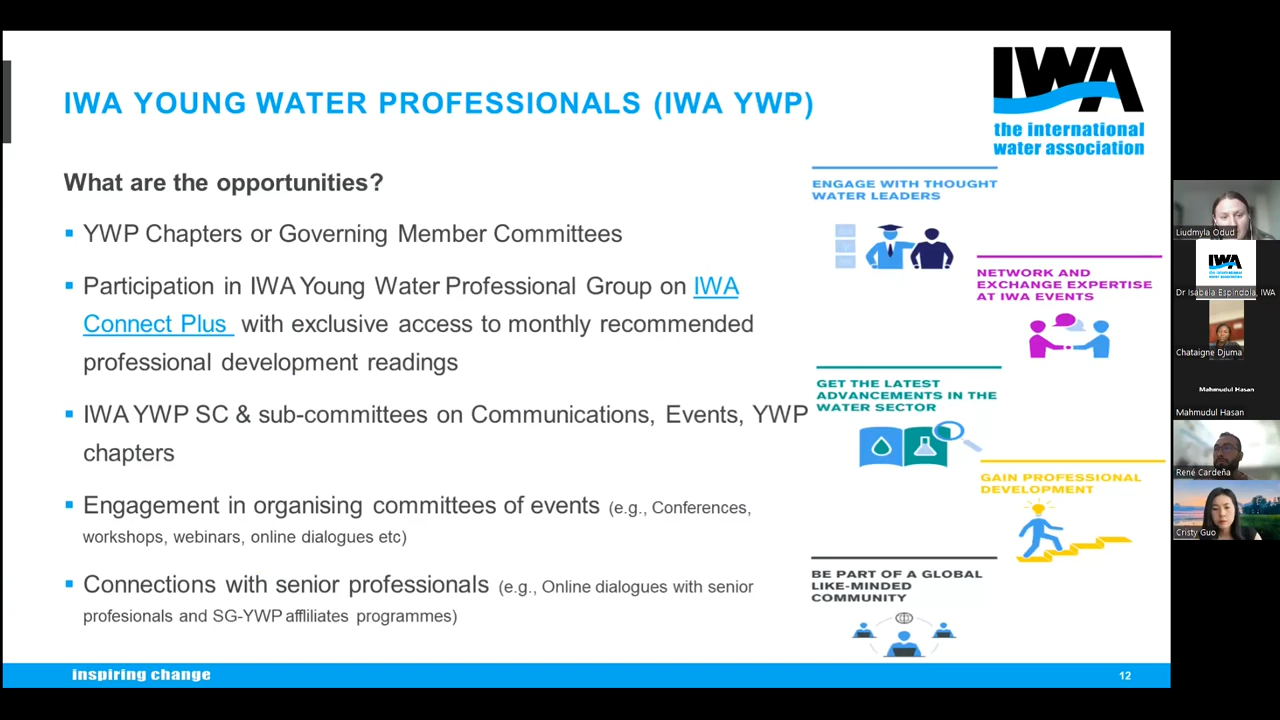 IWA YOUNG WATER PROFESSIONALS (IWA YWP)
IWA
the international
water association
What are the opportunities?
YWP Chapters or Governing Member Committees
Participation in IWA Young Water Professional Group on IWA
Connect Plus with exclusive access to monthly recommended
professional development readings
IWA YWP SC & sub-committees on Communications, Events, YWP
chapters
Engagement in organising committees of events (e.g., Conferences,
workshops, webinars, online dialogues etc)
Connections with senior professionals (e.g., Online dialogues with senior
profesionals and SG-YWP affliliates programmes)
ENGAGE WITH THOUGHT
WATER LEADERS
NETWORK AND
EXCHANGE EXPERTISE
AT IWA EVENTS
GET THE LATEST
ADVANCEMENTS IN THE
WATER SECTOR
GAIN PROFESSIONAL
DEVELOPMENT
BE PART OF A GLOBAL
LIKE-MINDED
COMMUNITY
inspiring change
12
Liudmyla Odud
IWA
Dr Isabela Espindola, IWA
Chataigne Djuma
Mahmudul Hasan
Mahmudul Hasan
René Cardeña
Cristy Guo